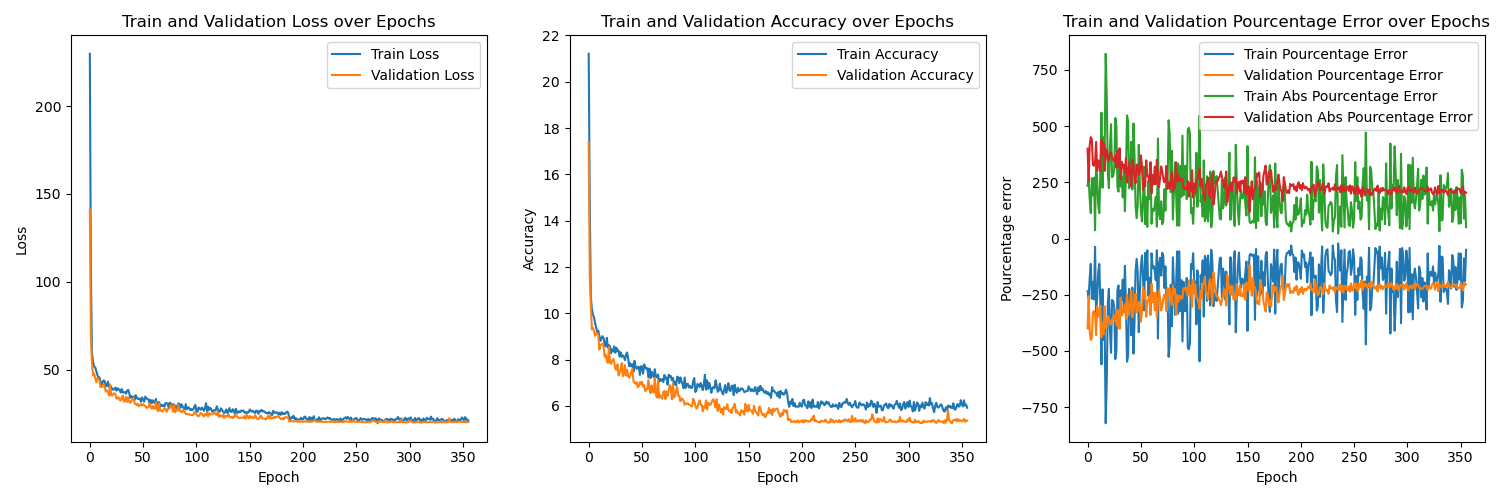 Train and Validation Loss over Epochs
Train Loss
Validation Loss
200
150
100
50
Loss
0 50 100 150 200 250 300 350
Epoch
Train and Validation Accuracy over Epochs
Train Accuracy
Validation Accuracy
22
20
18
16
14
12
10
8
6
Accuracy
0 50 100 150 200 250 300 350
Epoch
Train and Validation Pourcentage Error over Epochs
Train Pourcentage Error
Validation Pourcentage Error
Train Abs Pourcentage Error
Validation Abs Pourcentage Error
750
500
250
0
−250
−500
−750
Pourcentage error
0 50 100 150 200 250 300 350
Epoch